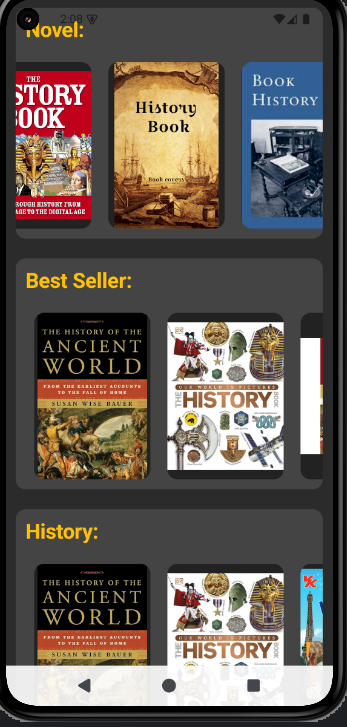 2:08
Novel:
THE
STORY
BOOK
ROUGH HISTORY FROM
AGE TO THE DIGITAL AGE
History
Book
Book covers
BOOK
HISTORY
Best Seller:
THE HISTORY OF THE
ANCIENT
WORLD
FROM THE EARLIEST ACCOUNTS
TO THE FALL OF ROME
SUSAN WISE BAUER
DK
OUR WORLD IN PICTURES
THE HISTORY BOOK
History:
THE HISTORY OF THE
ANCIENT
WORLD
FROM THE EARLIEST ACCOUNTS
TO THE FALL OF ROME
SUSAN WISE BAUER
DK
OUR WORLD IN PICTURES
THE HISTORY BOOK